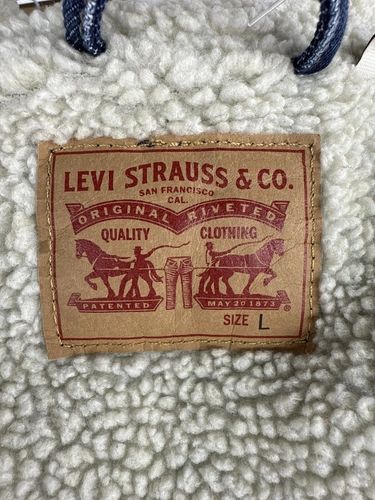 LEVI STRAUSS & CO.
SAN FRANCISCO
CAL.
ORIGINAL RIVETED
QUALITY CLOTHING
PATENTED MAY 20 1873 ®
SIZE L